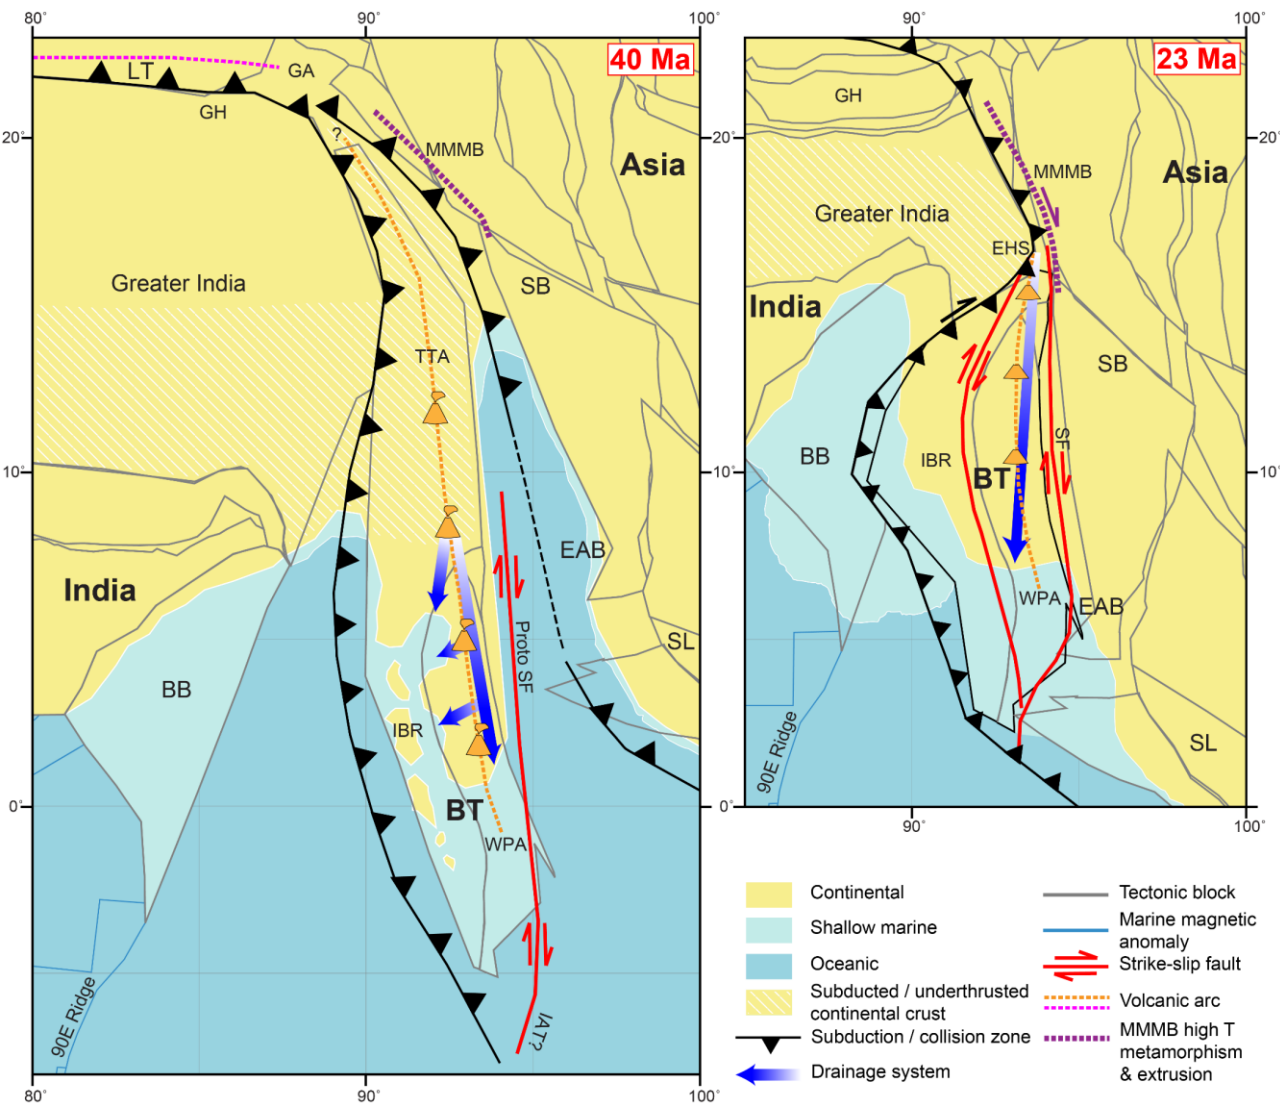 80°
90°
100°
90°
100°
40 Ma
23 Ma
LT
GA
GH
GH
?
20°
20°
MMMB
MMMB
Asia
Asia
Greater India
Greater India
EHS
SB
India
TTA
SB
SF
10°
10°
10°
BB
IBR
BT
EAB
India
WPA
EAB
Proto SF
SL
BB
IBR
90E Ridge
SL
0°
0°
BT
WPA
90°
100°
IAT?
90E Ridge
80°
90°
100°
Continental
Shallow marine
Oceanic
Subducted / underthrusted
continental crust
Subduction / collision zone
Drainage system
Tectonic block
Marine magnetic
anomaly
Strike-slip fault
Volcanic arc
MMMB high T
metamorphism
& extrusion